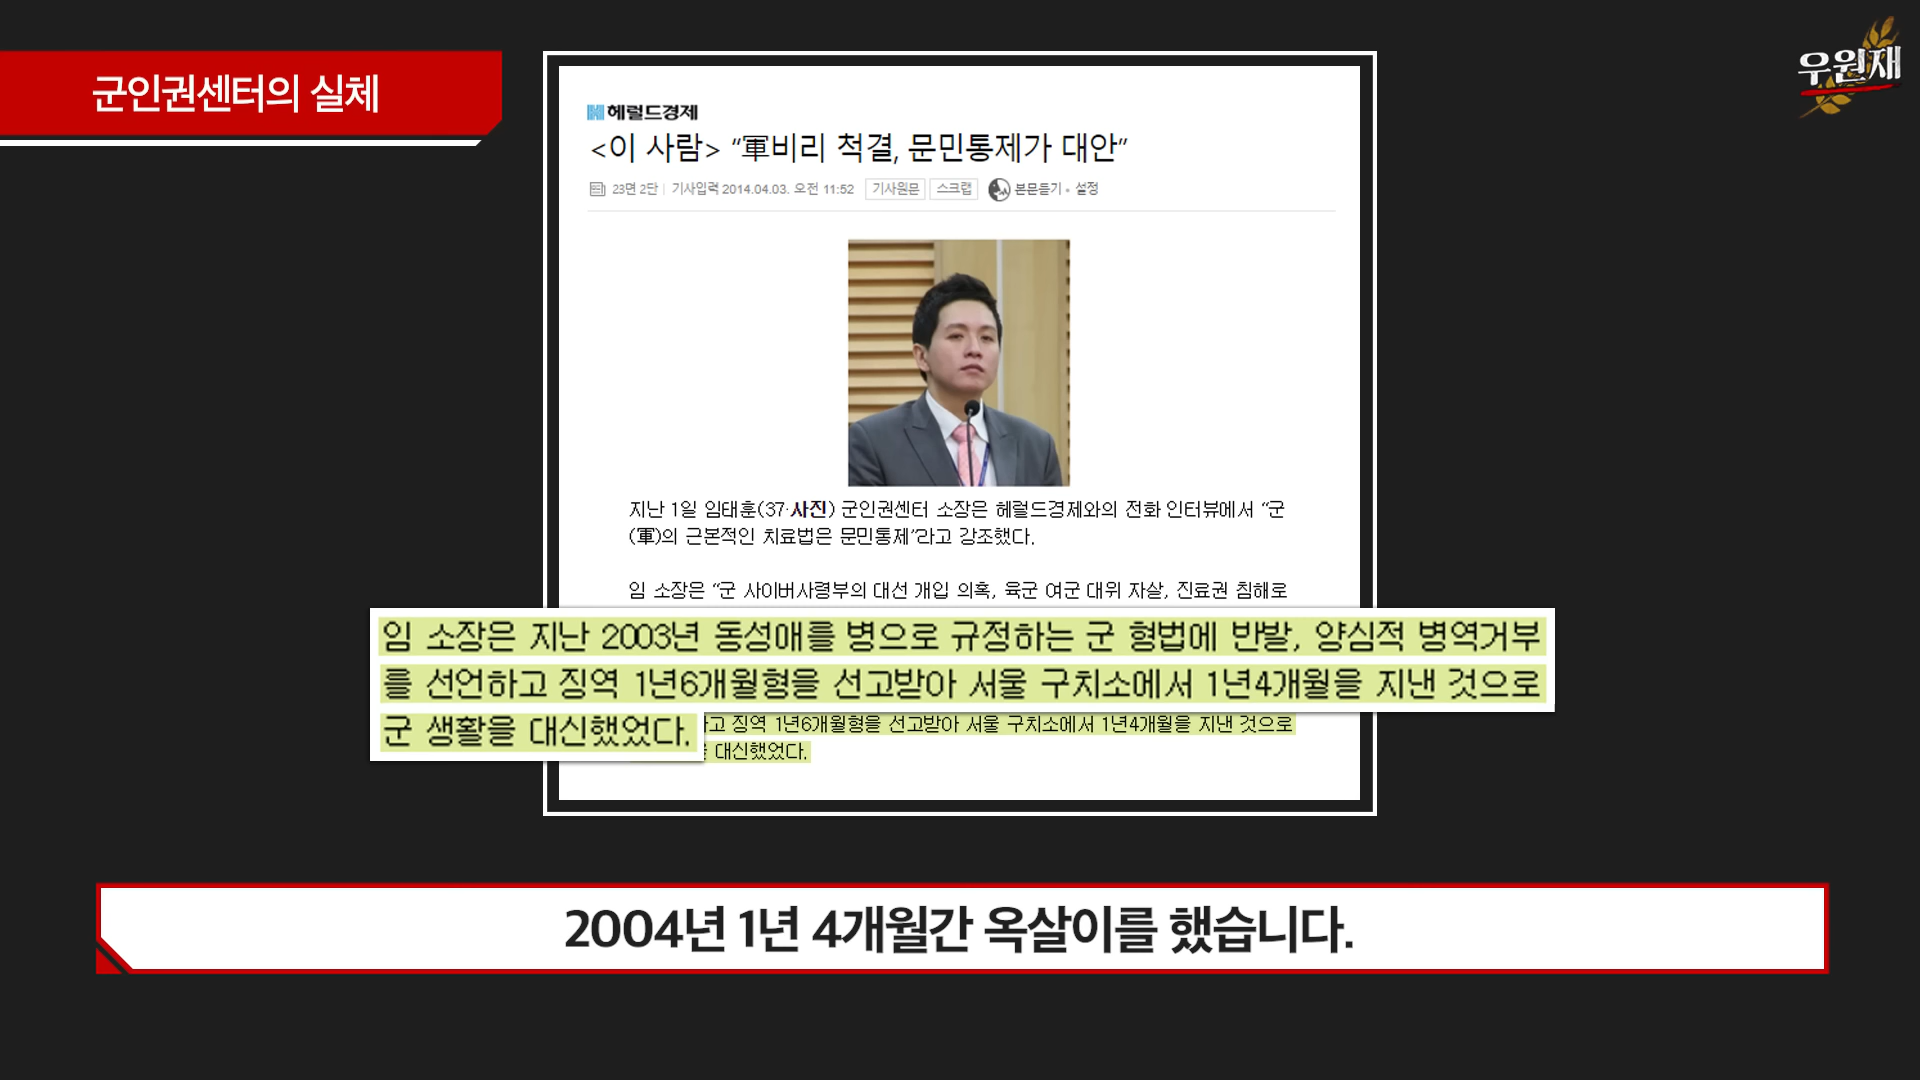 군인권센터의 실체
우원재
헤럴드경제
<이 사람> “軍비리 척결, 문민통제가 대안”
23면 2단 기사입력 2014.04.03. 오전 11:52 기사원문 스크랩 본문듣기 · 설정
지난 1일 임태훈(37·사진) 군인권센터 소장은 헤럴드경제와의 전화 인터뷰에서 “군
(軍)의 근본적인 치료법은 문민통제”라고 강조했다.
임 소장은 “군 사이버사령부의 대선 개입 의혹, 육군 여군 대위 자살, 진료권 침해로
임 소장은 지난 2003년 동성애를 병으로 규정하는 군 형법에 반발, 양심적 병역거부
를 선언하고 징역 1년6개월형을 선고받아 서울 구치소에서 1년4개월을 지낸 것으로
군 생활을 대신했었다.
고 징역 1년6개월형을 선고받아 서울 구치소에서 1년4개월을 지낸 것으로
대신했었다.
2004년 1년 4개월간 옥살이를 했습니다.